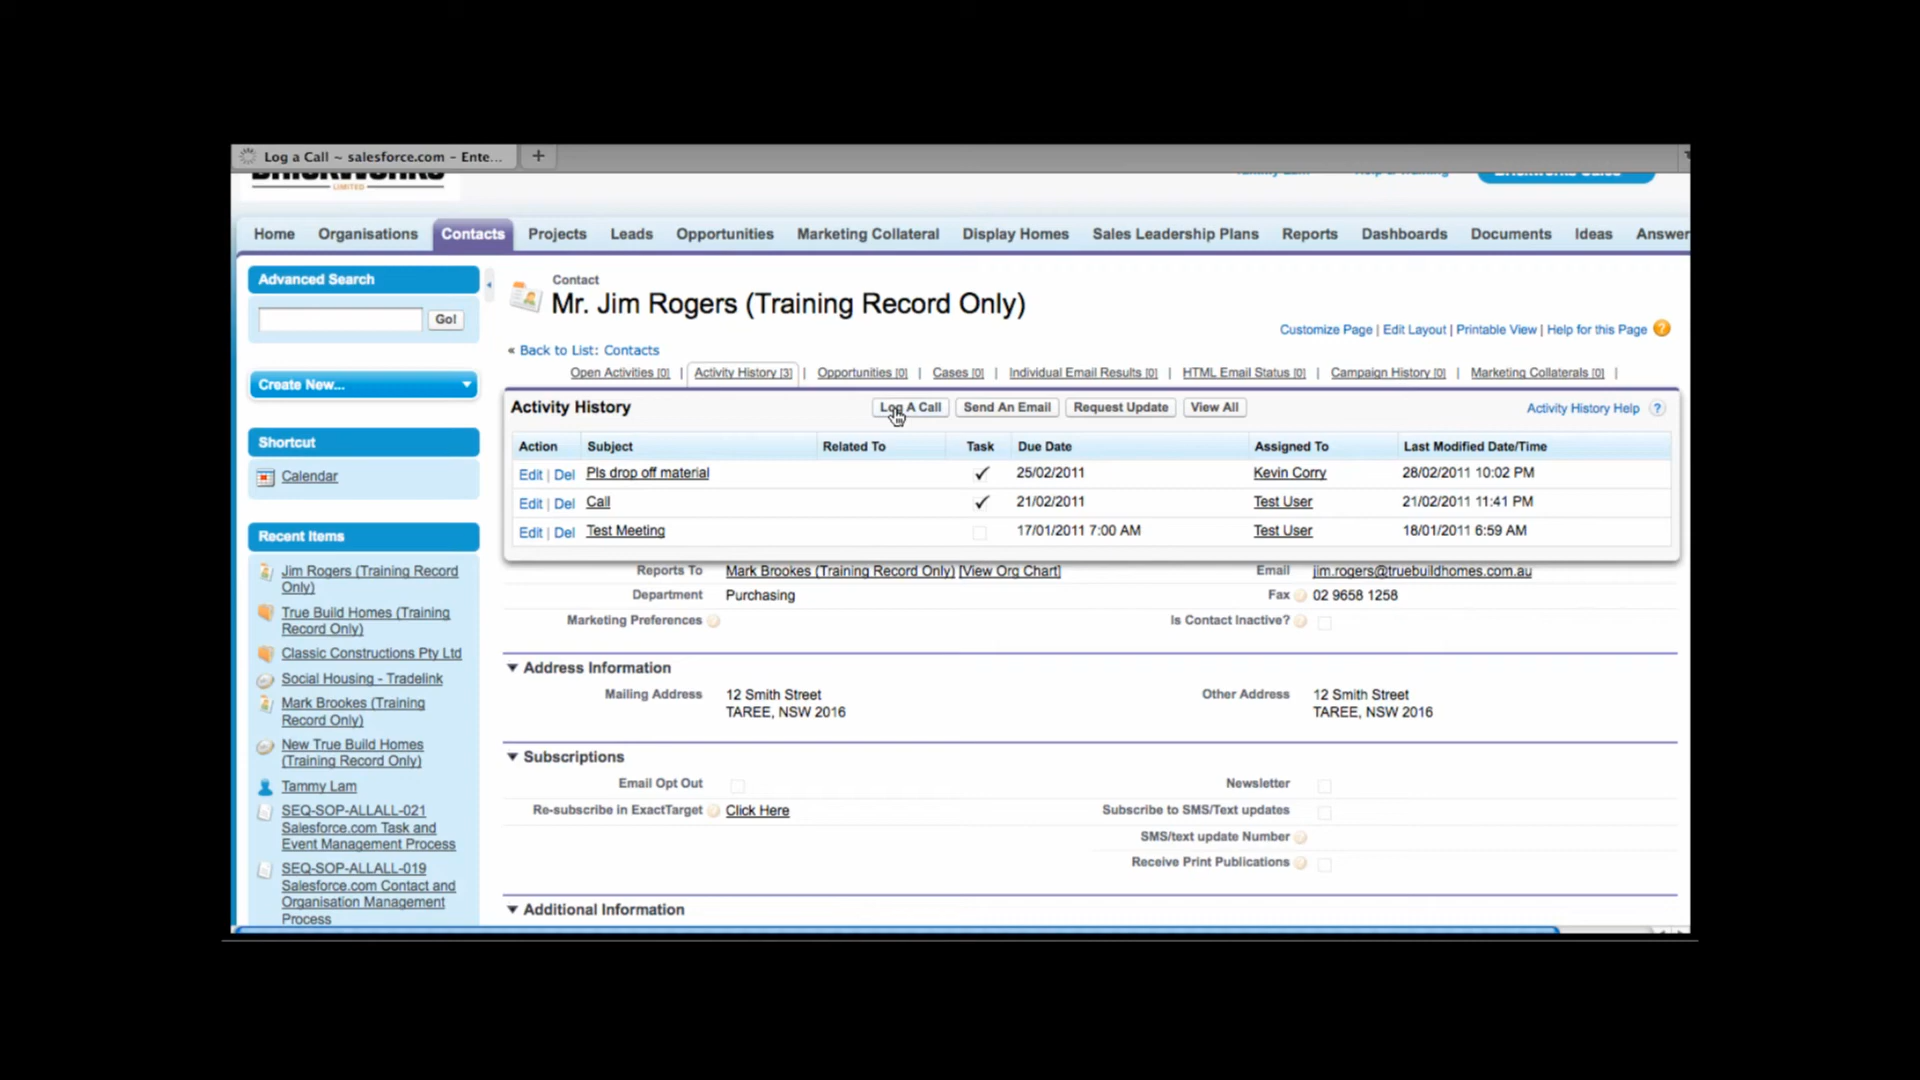 Log a Call ~ salesforce.com – Ente...
LIMITED
Home Organisations Contacts Projects Leads Opportunities Marketing Collateral Display Homes Sales Leadership Plans Reports Dashboards Documents Ideas Answer
Advanced Search
Go!
Create New...
Shortcut
Calendar
Recent Items
Jim Rogers (Training Record
Only)
True Build Homes (Training
Record Only)
Classic Constructions Pty Ltd
Social Housing - Tradelink
Mark Brookes (Training
Record Only)
New True Build Homes
(Training Record Only)
Tammy Lam
SEQ-SOP-ALLALL-021
Salesforce.com Task and
Event Management Process
SEQ-SOP-ALLALL-019
Salesforce.com Contact and
Organisation Management
Process
Contact
Mr. Jim Rogers (Training Record Only)
Customize Page | Edit Layout | Printable View | Help for this Page ?
« Back to List: Contacts
Open Activities [0] | Activity History [3] | Opportunities [0] | Cases [0] | Individual Email Results [0] | HTML Email Status [0] | Campaign History [0] | Marketing Collaterals [0] |
Activity History Log A Call Send An Email Request Update View All Activity History Help ?
Action Subject Related To Task Due Date Assigned To Last Modified Date/Time
Edit | Del Pls drop off material ✓ 25/02/2011 Kevin Corry 28/02/2011 10:02 PM
Edit | Del Call ✓ 21/02/2011 Test User 21/02/2011 11:41 PM
Edit | Del Test Meeting 17/01/2011 7:00 AM Test User 18/01/2011 6:59 AM
Reports To Mark Brookes (Training Record Only) [View Org Chart] Email jim.rogers@truebuildhomes.com.au
Department Purchasing Fax 02 9658 1258
Marketing Preferences Is Contact Inactive?
Address Information
Mailing Address 12 Smith Street Other Address 12 Smith Street
TAREE, NSW 2016 TAREE, NSW 2016
Subscriptions
Email Opt Out Newsletter
Re-subscribe in ExactTarget Click Here Subscribe to SMS/Text updates
SMS/text update Number
Receive Print Publications
Additional Information